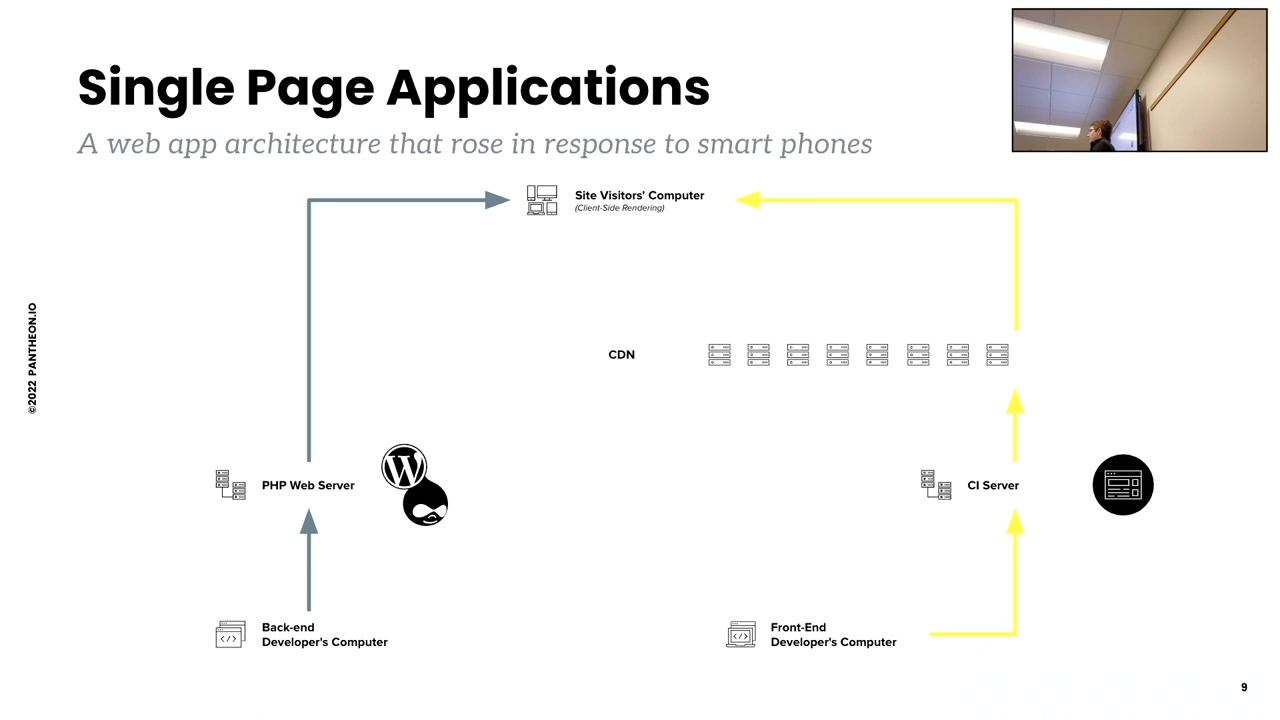 Single Page Applications
A web app architecture that rose in response to smart phones
Site Visitors' Computer
(Client-Side Rendering)
©2022 PANTHEON.IO
CDN
PHP Web Server
CI Server
Back-end
Developer's Computer
Front-End
Developer's Computer
9